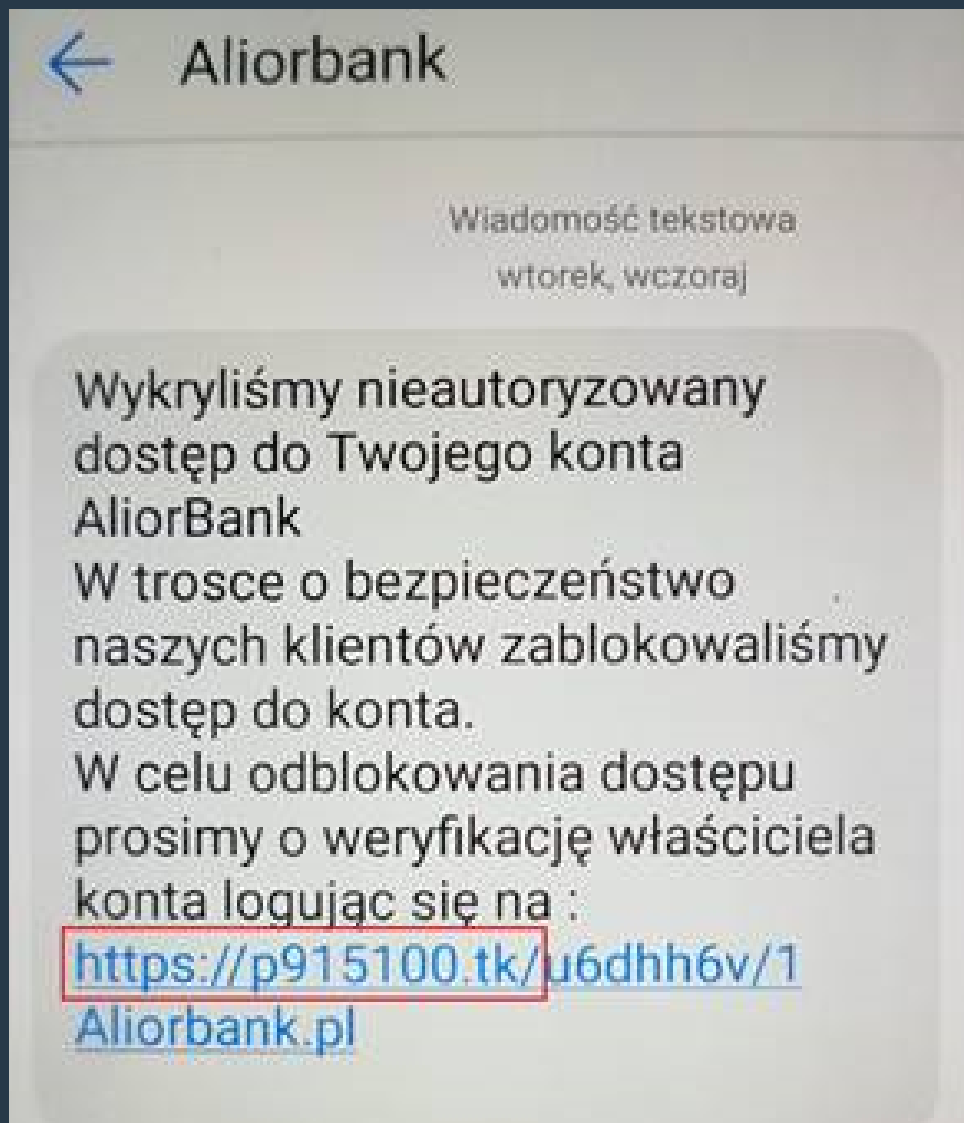 Aliorbank
Wiadomość tekstowa
wtorek, wczoraj
Wykryliśmy nieautoryzowany
dostęp do Twojego konta
AliorBank
W trosce o bezpieczeństwo
naszych klientów zablokowaliśmy
dostęp do konta.
W celu odblokowania dostępu
prosimy o weryfikację właściciela
konta logując się na :
https://p915100.tk/u6dhh6v/1
Aliorbank.pl